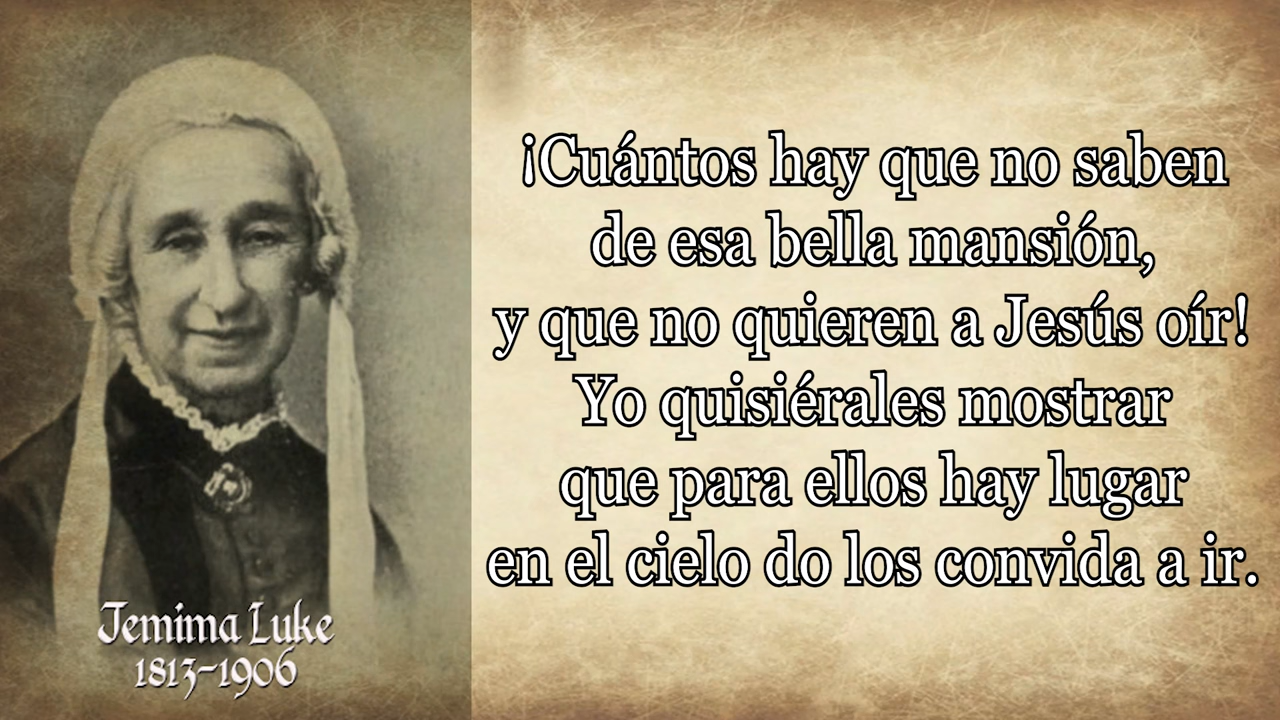 ¡Cuántos hay que no saben
de esa bella mansión,
y que no quieren a Jesús oír!
Yo quisiérales mostrar
que para ellos hay lugar
en el cielo do los convida a ir.
Jemima Luke
1813-1906